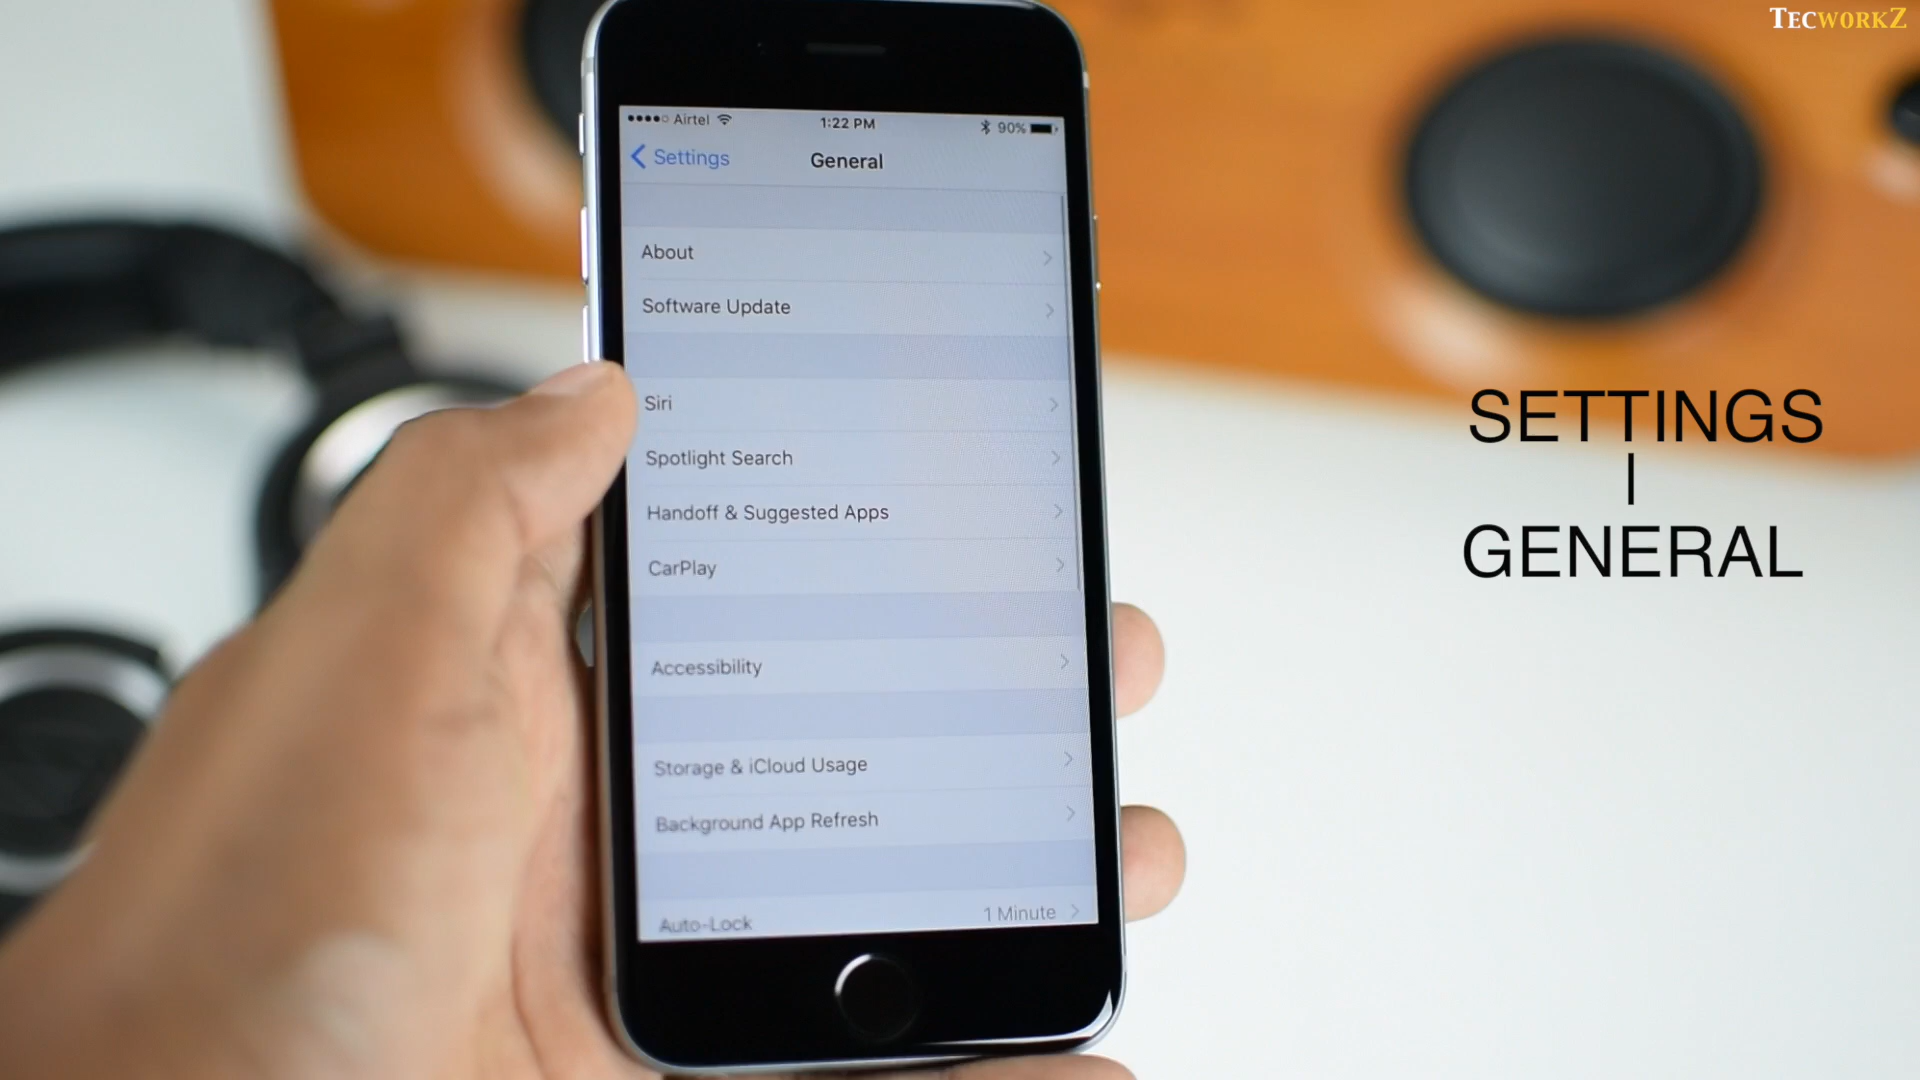 TECWORKZ
Airtel 1:22 PM 90%
Settings General
About
Software Update
Siri
Spotlight Search
Handoff & Suggested Apps
CarPlay
Accessibility
Storage & iCloud Usage
Background App Refresh
Auto-Lock 1 Minute
SETTINGS
|
GENERAL